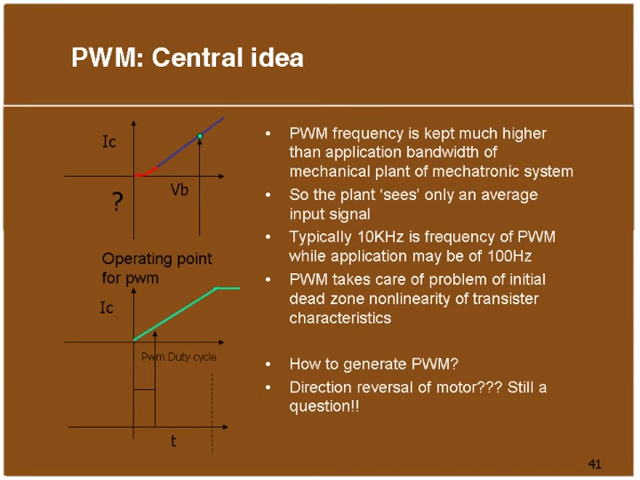 PWM: Central idea
Ic
Vb
?
Operating point
for pwm
Ic
Pwm Duty cycle
t
• PWM frequency is kept much higher
than application bandwidth of
mechanical plant of mechatronic system
• So the plant ‘sees’ only an average
input signal
• Typically 10KHz is frequency of PWM
while application may be of 100Hz
• PWM takes care of problem of initial
dead zone nonlinearity of transister
characteristics
• How to generate PWM?
• Direction reversal of motor??? Still a
question!!
41